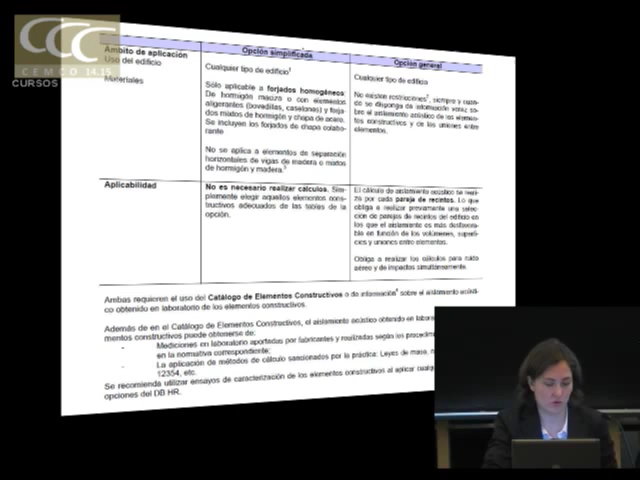 CCC
CEMCO 14.15
CURSOS
Opción simplificada
Opción general
Ámbito de aplicación
Uso del edificio
Materiales
Cualquier tipo de edificio¹
Sólo aplicable a forjados homogéneos:
De hormigón macizo o con elementos
aligerantes (bovedillas, casetones) y forja-
dos mixtos de hormigón y chapa de acero.
Se incluyen los forjados de chapa colabo-
rante
No se aplica a elementos de separación
horizontales de vigas de madera o mixtos
de hormigón y madera.³
Cualquier tipo de edificio
No existen restricciones², siempre y cuan-
do se disponga de información veraz so-
bre el aislamiento acústico de los elemen-
tos constructivos y de las uniones entre
elementos.
Aplicabilidad
No es necesario realizar cálculos. Sim-
plemente elegir aquellos elementos cons-
tructivos adecuados de las tablas de la
opción.
El cálculo de aislamiento acústico se reali-
za por cada pareja de recintos. Lo que
obliga a realizar previamente una selec-
ción de parejas de recintos del edificio en
los que el aislamiento es más desfavora-
ble en función de los volúmenes, superfi-
cies y uniones entre elementos.
Obliga a realizar los cálculos para ruido
aéreo y de impactos simultáneamente.
Ambas requieren el uso del Catálogo de Elementos Constructivos o de información⁴ sobre el aislamiento acústi-
co obtenido en laboratorio de los elementos constructivos.
Además de en el Catálogo de Elementos Constructivos, el aislamiento acústico obtenido en labora
mentos constructivos puede obtenerse de:
- Mediciones en laboratorio aportadas por fabricantes y realizadas según los procedimi
en la normativa correspondiente;
- La aplicación de métodos de cálculo sancionados por la práctica: Leyes de masa, n
12354, etc.
Se recomienda utilizar ensayos de caracterización de los elementos constructivos al aplicar cualqu
opciones del DB HR.